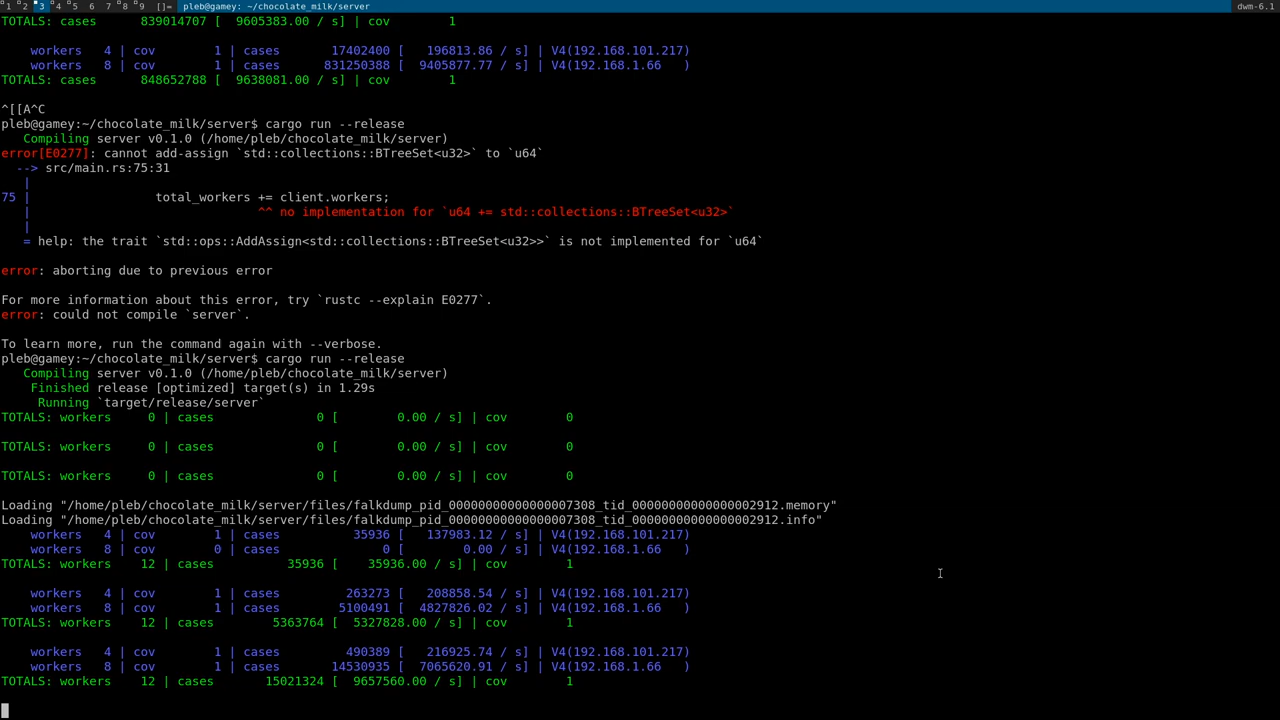 1 2 3 4 5 6 7 8 9 []= pleb@gamey: ~/chocolate_milk/server dwm-6.1
TOTALS: cases 839014707 [ 9605383.00 / s] | cov 1
workers 4 | cov 1 | cases 17402400 [ 196813.86 / s] | V4(192.168.101.217)
workers 8 | cov 1 | cases 831250388 [ 9405877.77 / s] | V4(192.168.1.66 )
TOTALS: cases 848652788 [ 9638081.00 / s] | cov 1
^[[A^C
pleb@gamey:~/chocolate_milk/server$ cargo run --release
Compiling server v0.1.0 (/home/pleb/chocolate_milk/server)
error[E0277]: cannot add-assign `std::collections::BTreeSet<u32>` to `u64`
--> src/main.rs:75:31
|
75 | total_workers += client.workers;
| ^^ no implementation for `u64 += std::collections::BTreeSet<u32>`
|
= help: the trait `std::ops::AddAssign<std::collections::BTreeSet<u32>>` is not implemented for `u64`
error: aborting due to previous error
For more information about this error, try `rustc --explain E0277`.
error: could not compile `server`.
To learn more, run the command again with --verbose.
pleb@gamey:~/chocolate_milk/server$ cargo run --release
Compiling server v0.1.0 (/home/pleb/chocolate_milk/server)
Finished release [optimized] target(s) in 1.29s
Running `target/release/server`
TOTALS: workers 0 | cases 0 [ 0.00 / s] | cov 0
TOTALS: workers 0 | cases 0 [ 0.00 / s] | cov 0
TOTALS: workers 0 | cases 0 [ 0.00 / s] | cov 0
Loading "/home/pleb/chocolate_milk/server/files/falkdump_pid_00000000000000007308_tid_00000000000000002912.memory"
Loading "/home/pleb/chocolate_milk/server/files/falkdump_pid_00000000000000007308_tid_00000000000000002912.info"
workers 4 | cov 1 | cases 35936 [ 137983.12 / s] | V4(192.168.101.217)
workers 8 | cov 0 | cases 0 [ 0.00 / s] | V4(192.168.1.66 )
TOTALS: workers 12 | cases 35936 [ 35936.00 / s] | cov 1
workers 4 | cov 1 | cases 263273 [ 208858.54 / s] | V4(192.168.101.217)
workers 8 | cov 1 | cases 5100491 [ 4827826.02 / s] | V4(192.168.1.66 )
TOTALS: workers 12 | cases 5363764 [ 5327828.00 / s] | cov 1
workers 4 | cov 1 | cases 490389 [ 216925.74 / s] | V4(192.168.101.217)
workers 8 | cov 1 | cases 14530935 [ 7065620.91 / s] | V4(192.168.1.66 )
TOTALS: workers 12 | cases 15021324 [ 9657560.00 / s] | cov 1